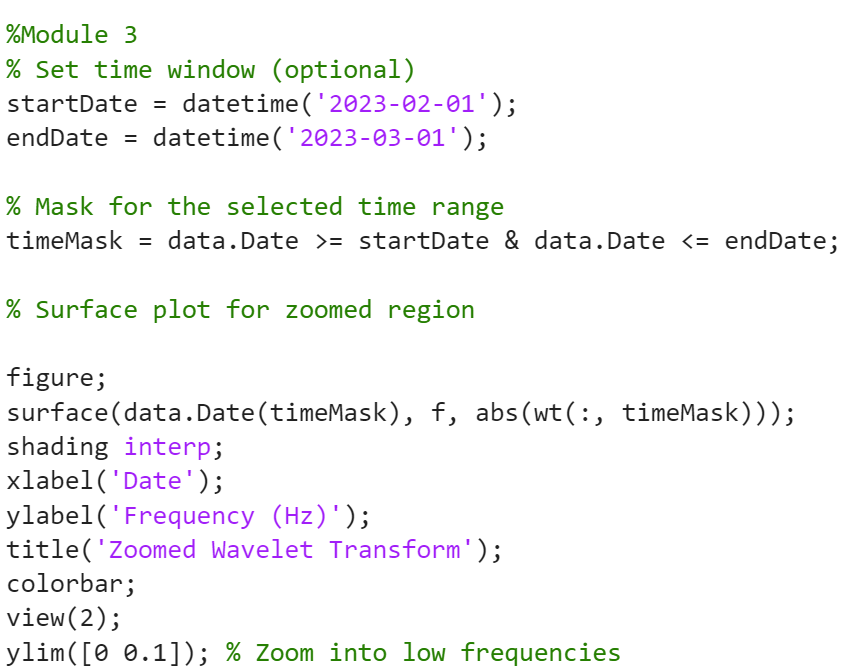 %Module 3
% Set time window (optional)
startDate = datetime('2023-02-01');
endDate = datetime('2023-03-01');
% Mask for the selected time range
timeMask = data.Date >= startDate & data.Date <= endDate;
% Surface plot for zoomed region
figure;
surface(data.Date(timeMask), f, abs(wt(:, timeMask)));
shading interp;
xlabel('Date');
ylabel('Frequency (Hz)');
title('Zoomed Wavelet Transform');
colorbar;
view(2);
ylim([0 0.1]); % Zoom into low frequencies